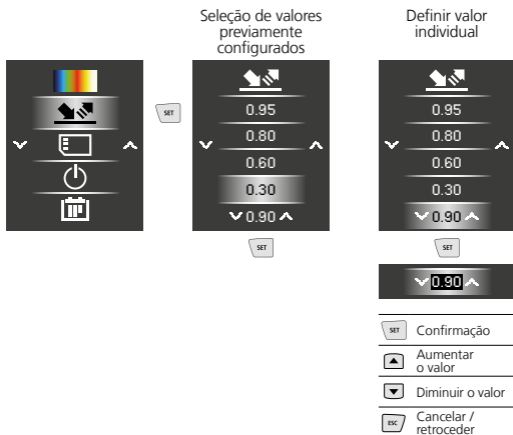 Seleção de valores
previamente
configurados
Definir valor
individual
SET
0.95
0.80
0.60
0.30
0.90
SET
0.95
0.80
0.60
0.30
0.90
SET
0.90
SET Confirmação
Aumentar
o valor
Diminuir o valor
ESC Cancelar /
retroceder